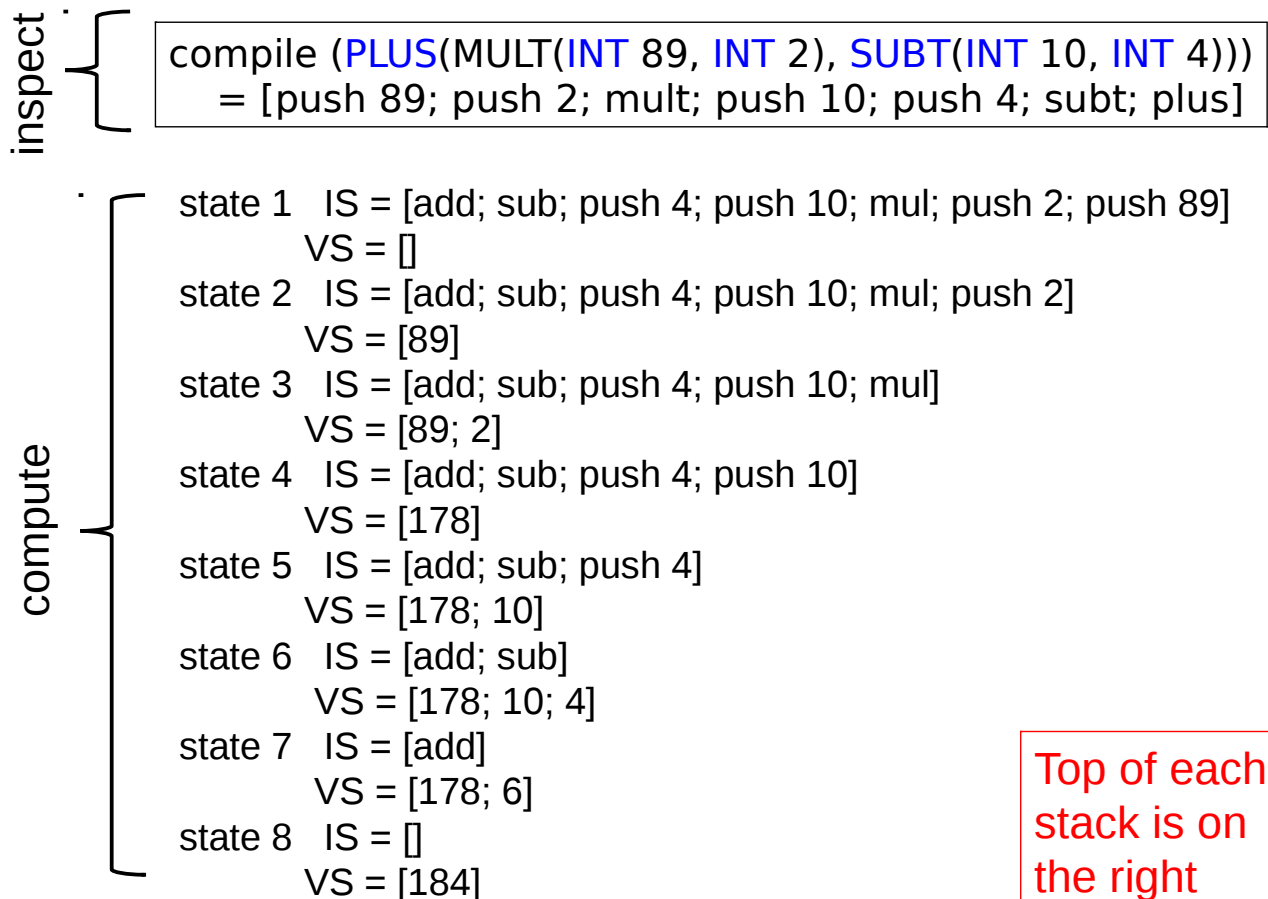 inspect
compile (PLUS(MULT(INT 89, INT 2), SUBT(INT 10, INT 4)))
= [push 89; push 2; mult; push 10; push 4; subt; plus]
compute
state 1 IS = [add; sub; push 4; push 10; mul; push 2; push 89]
VS = []
state 2 IS = [add; sub; push 4; push 10; mul; push 2]
VS = [89]
state 3 IS = [add; sub; push 4; push 10; mul]
VS = [89; 2]
state 4 IS = [add; sub; push 4; push 10]
VS = [178]
state 5 IS = [add; sub; push 4]
VS = [178; 10]
state 6 IS = [add; sub]
VS = [178; 10; 4]
state 7 IS = [add]
VS = [178; 6]
state 8 IS = []
VS = [184]
Top of each
stack is on
the right